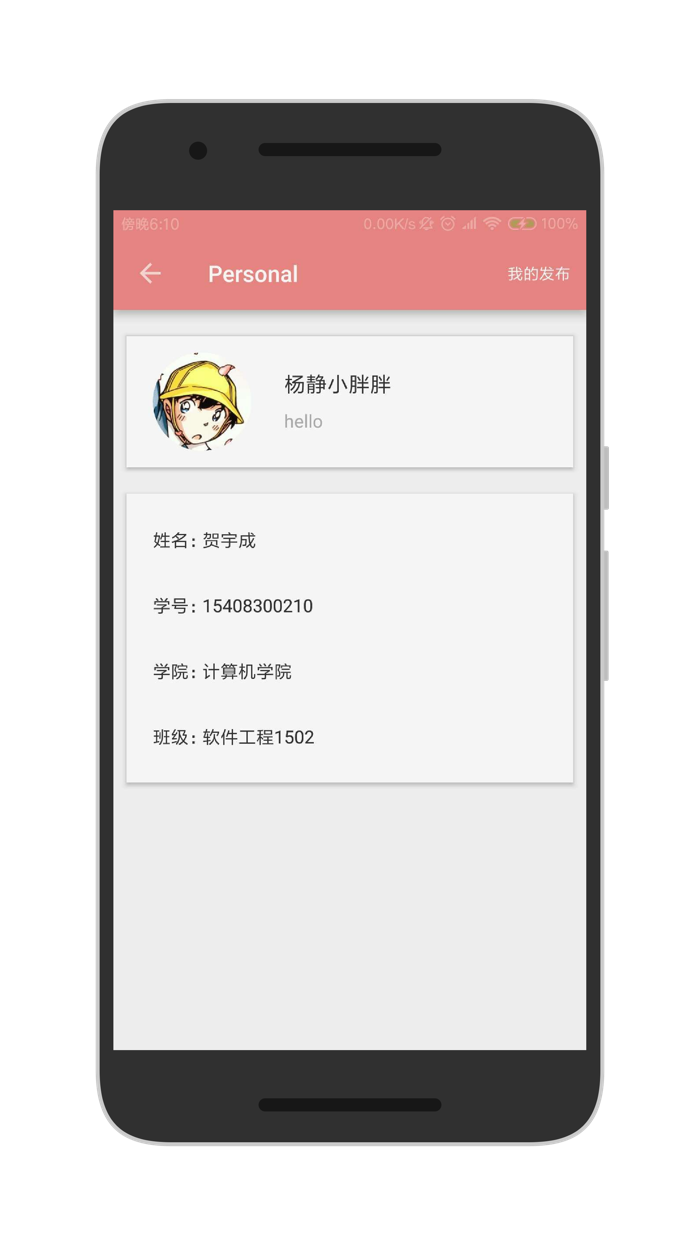 傍晚6:10 0.00K/s 100%
Personal 我的发布
杨静小胖胖
hello
姓名: 贺宇成
学号: 15408300210
学院: 计算机学院
班级: 软件工程1502